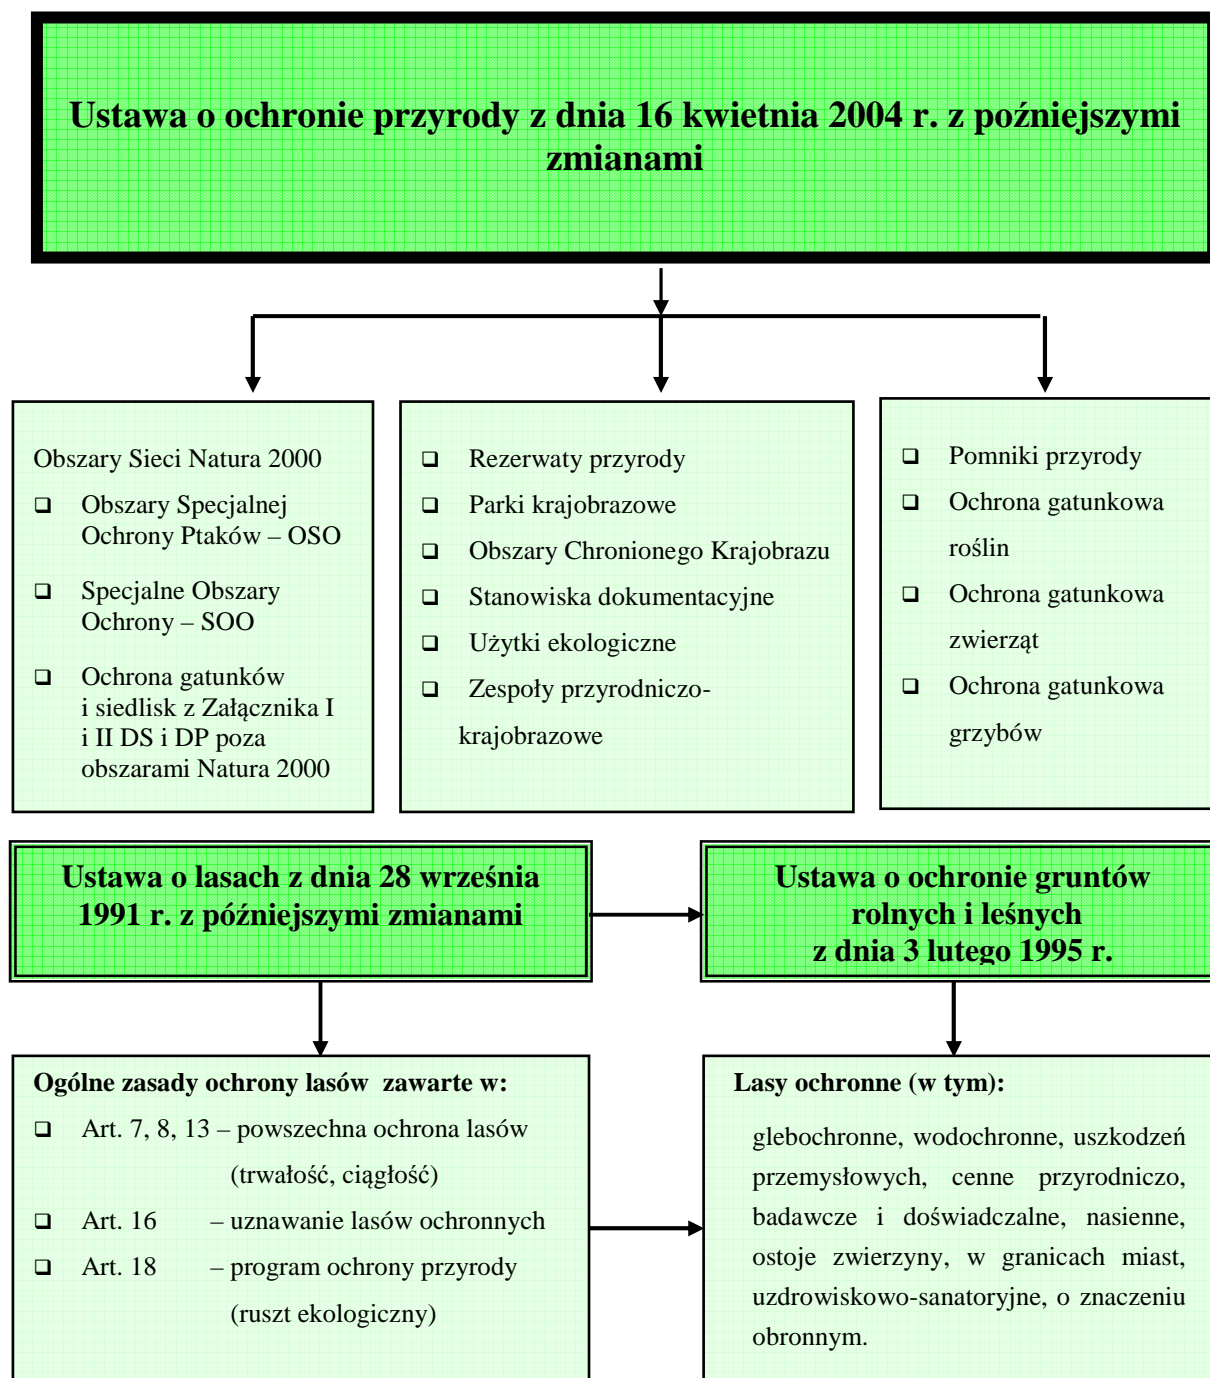 Ustawa o ochronie przyrody z dnia 16 kwietnia 2004 r. z poźniejszymi
zmianami
Obszary Sieci Natura 2000
❑ Obszary Specjalnej
Ochrony Ptaków – OSO
❑ Specjalne Obszary
Ochrony – SOO
❑ Ochrona gatunków
i siedlisk z Załącznika I
i II DS i DP poza
obszarami Natura 2000
❑ Rezerwaty przyrody
❑ Parki krajobrazowe
❑ Obszary Chronionego Krajobrazu
❑ Stanowiska dokumentacyjne
❑ Użytki ekologiczne
❑ Zespoły przyrodniczo-
krajobrazowe
❑ Pomniki przyrody
❑ Ochrona gatunkowa
roślin
❑ Ochrona gatunkowa
zwierząt
❑ Ochrona gatunkowa
grzybów
Ustawa o lasach z dnia 28 września
1991 r. z późniejszymi zmianami
Ustawa o ochronie gruntów
rolnych i leśnych
z dnia 3 lutego 1995 r.
Ogólne zasady ochrony lasów zawarte w:
❑ Art. 7, 8, 13 – powszechna ochrona lasów
(trwałość, ciągłość)
❑ Art. 16 – uznawanie lasów ochronnych
❑ Art. 18 – program ochrony przyrody
(ruszt ekologiczny)
Lasy ochronne (w tym):
glebochronne, wodochronne, uszkodzeń
przemysłowych, cenne przyrodniczo,
badawcze i doświadczalne, nasienne,
ostoje zwierzyny, w granicach miast,
uzdrowiskowo-sanatoryjne, o znaczeniu
obronnym.